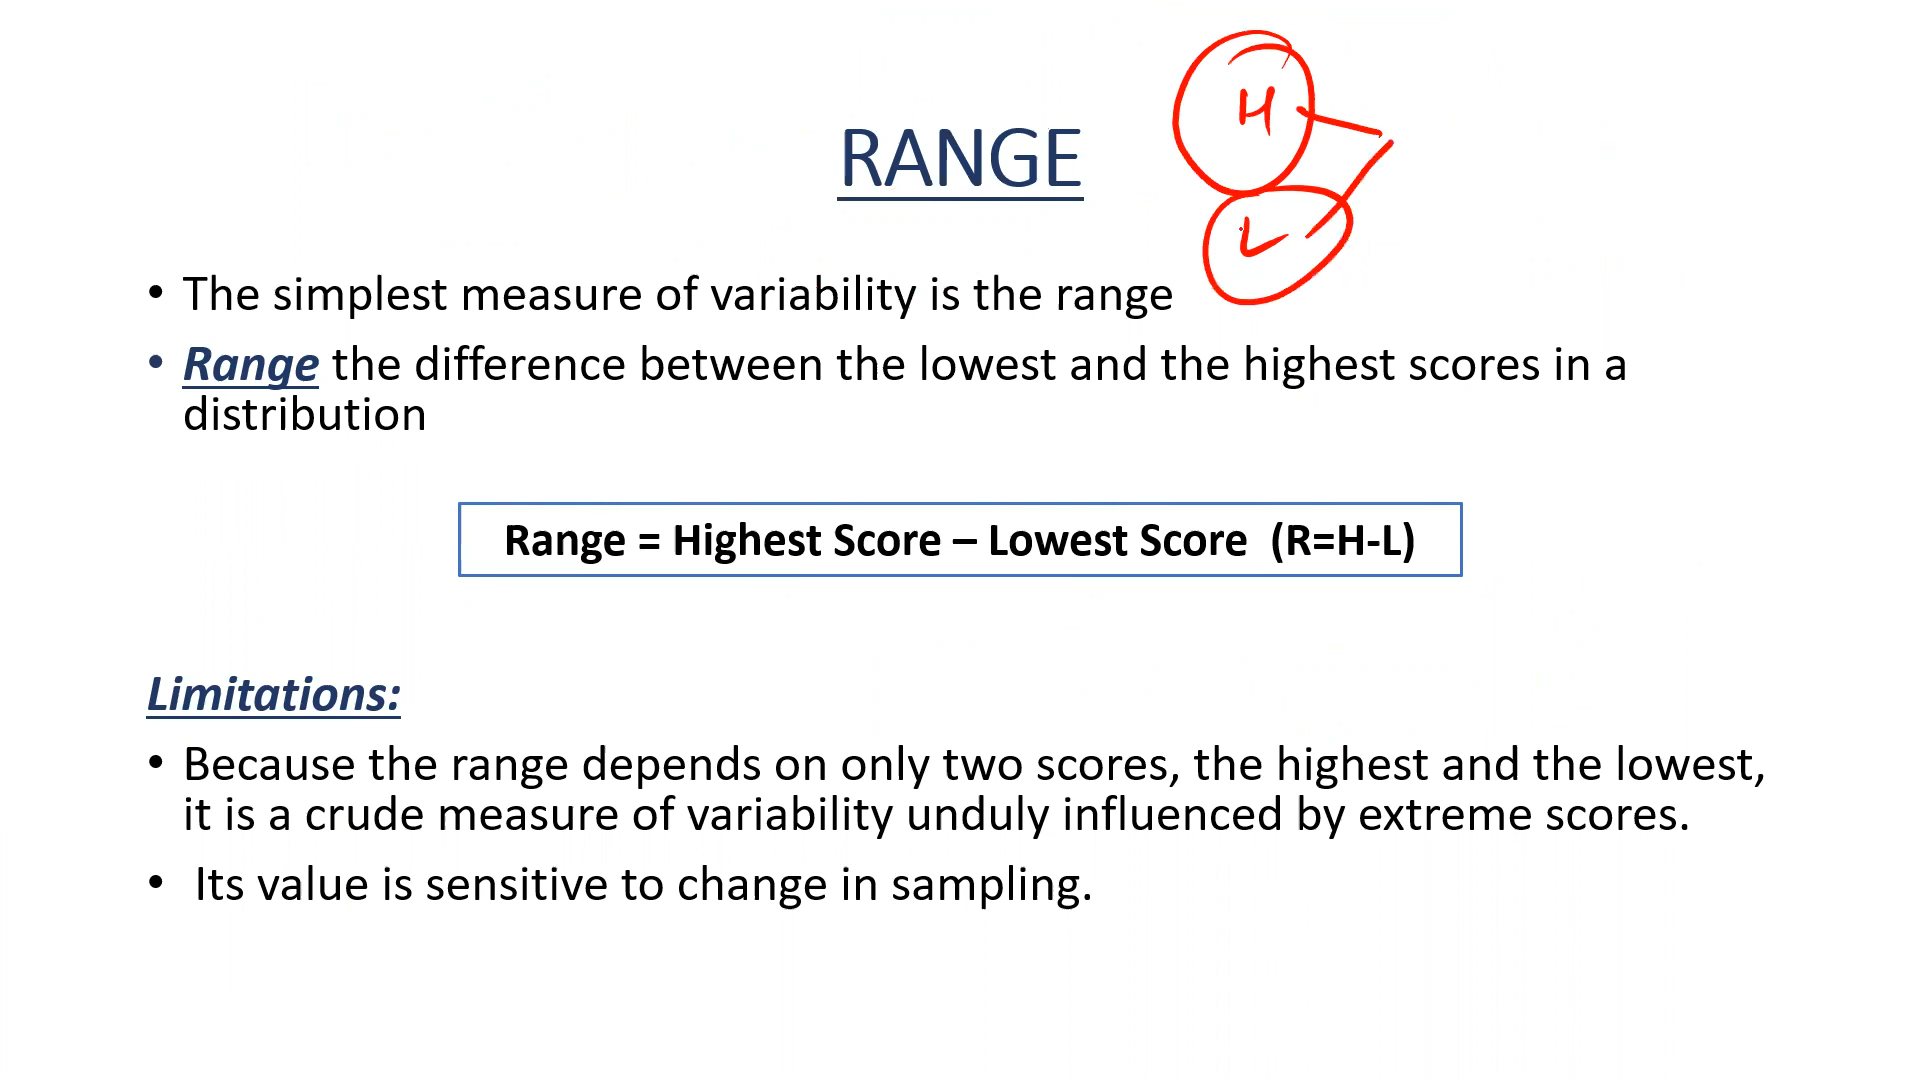 H
RANGE
L
• The simplest measure of variability is the range
• Range the difference between the lowest and the highest scores in a
distribution
Range = Highest Score – Lowest Score (R=H-L)
Limitations:
• Because the range depends on only two scores, the highest and the lowest,
it is a crude measure of variability unduly influenced by extreme scores.
• Its value is sensitive to change in sampling.